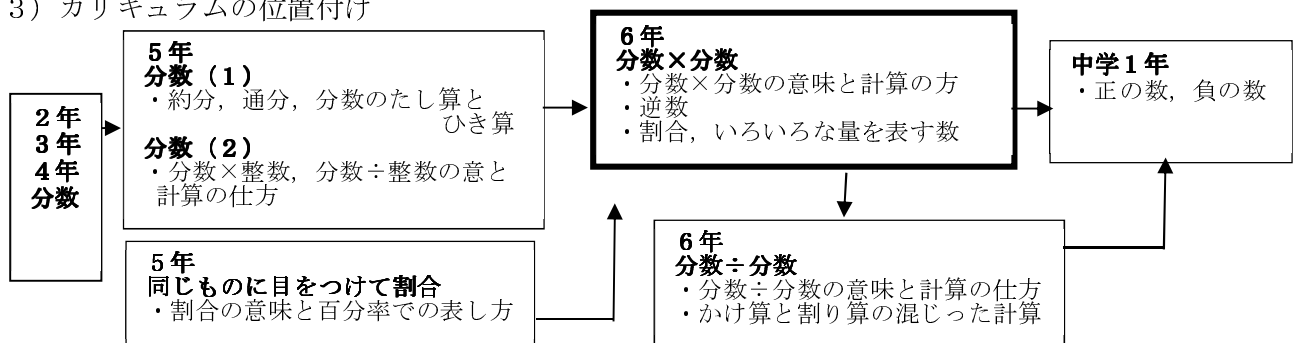 3）カリキュラムの位置付け
2年
3年
4年
分数
5年
分数（1）
・約分，通分，分数のたし算と
ひき算
分数（2）
・分数×整数，分数÷整数の意と
計算の仕方
5年
同じものに目をつけて割合
・割合の意味と百分率での表し方
6年
分数×分数
・分数×分数の意味と計算の方
・逆数
・割合，いろいろな量を表す数
6年
分数÷分数
・分数÷分数の意味と計算の仕方
・かけ算と割り算の混じった計算
中学1年
・正の数，負の数